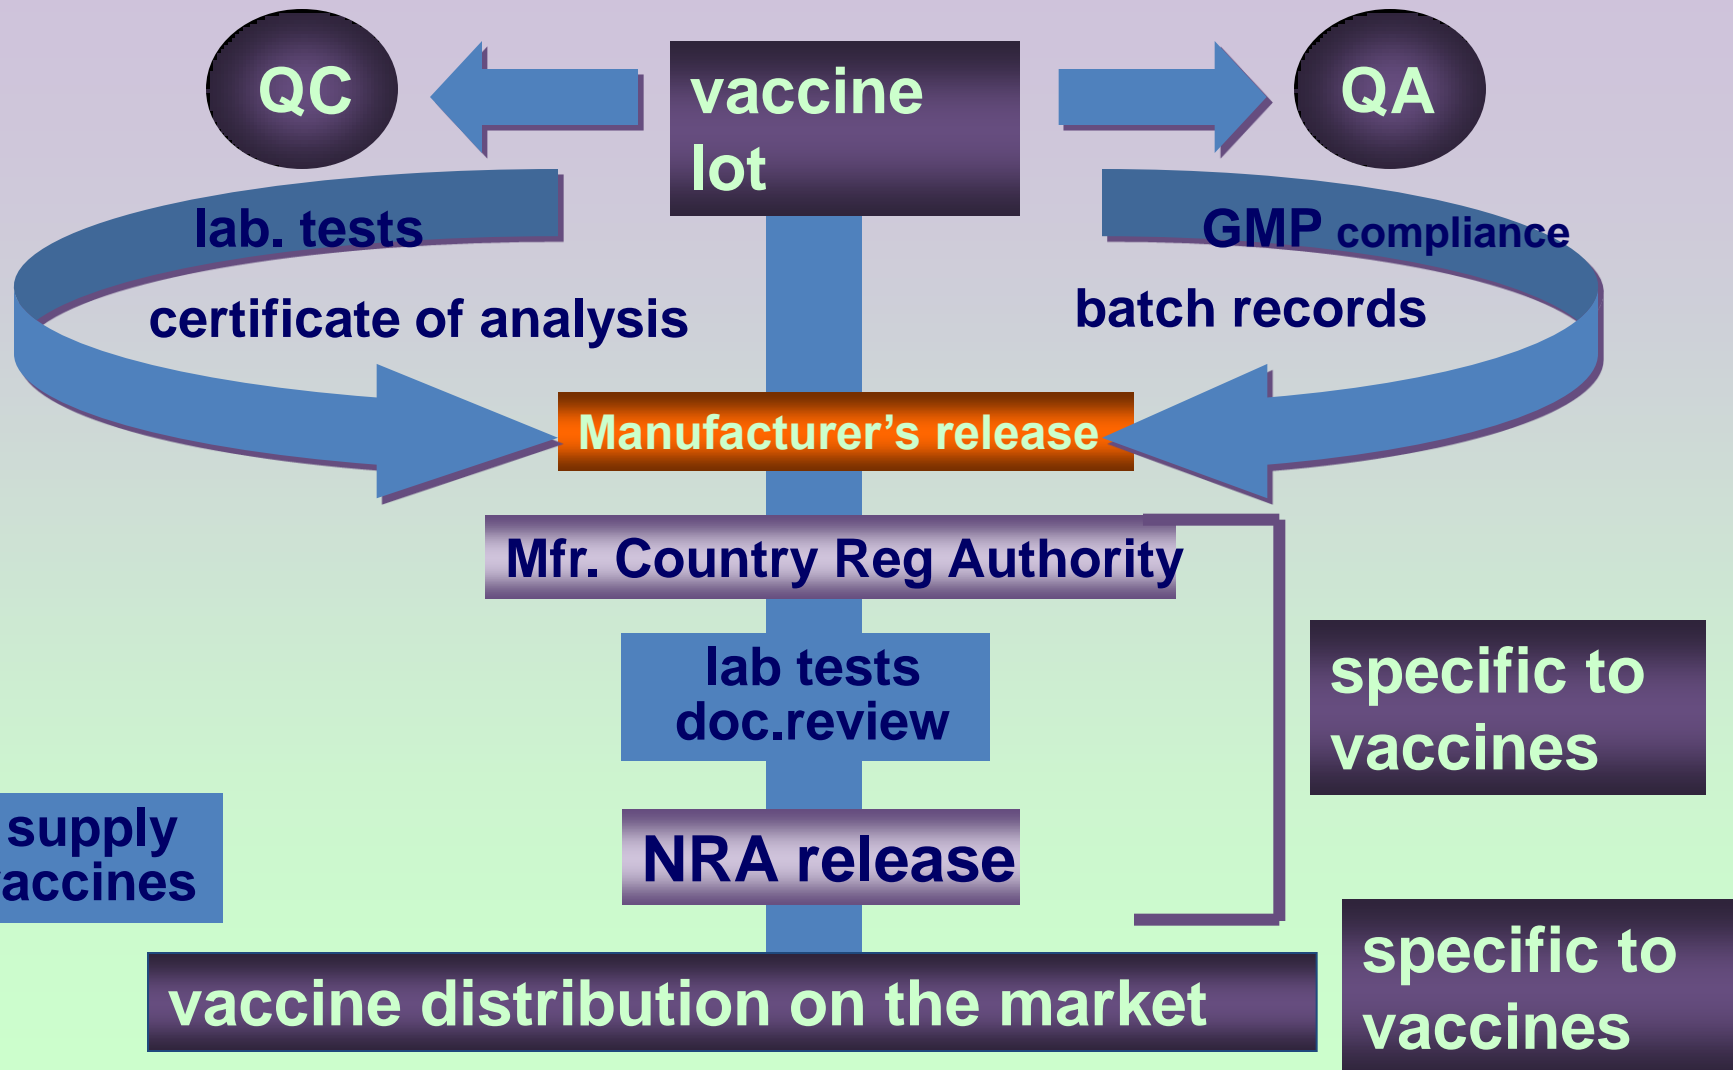 QC
vaccine
lot
QA
lab. tests
GMP compliance
certificate of analysis
batch records
Manufacturer’s release
Mfr. Country Reg Authority
lab tests
doc.review
specific to
vaccines
supply
NRA release
vaccine distribution on the market
specific to
vaccines